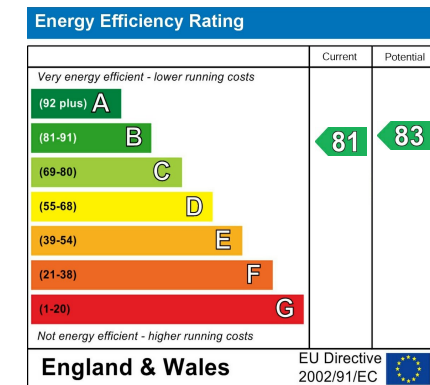 Energy Efficiency Rating
Current Potential
Very energy efficient - lower running costs
(92 plus) A
(81-91) B
81 83
(69-80) C
(55-68) D
(39-54) E
(21-38) F
(1-20) G
Not energy efficient - higher running costs
England & Wales
EU Directive
2002/91/EC